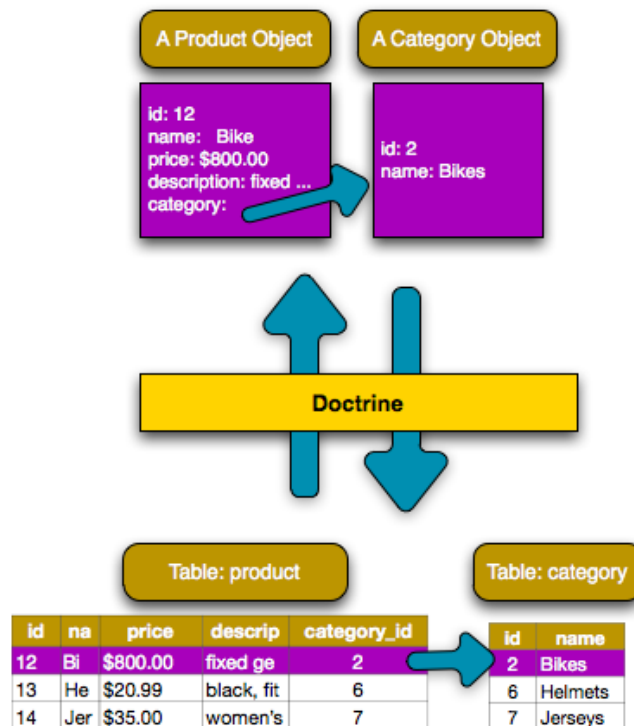 A Product Object
A Category Object
id: 12
name: Bike
price: $800.00
description: fixed ...
category:
id: 2
name: Bikes
Doctrine
Table: product
Table: category
id na price descrip category_id
12 Bi $800.00 fixed ge 2
13 He $20.99 black, fit 6
14 Jer $35.00 women's 7
id name
2 Bikes
6 Helmets
7 Jerseys